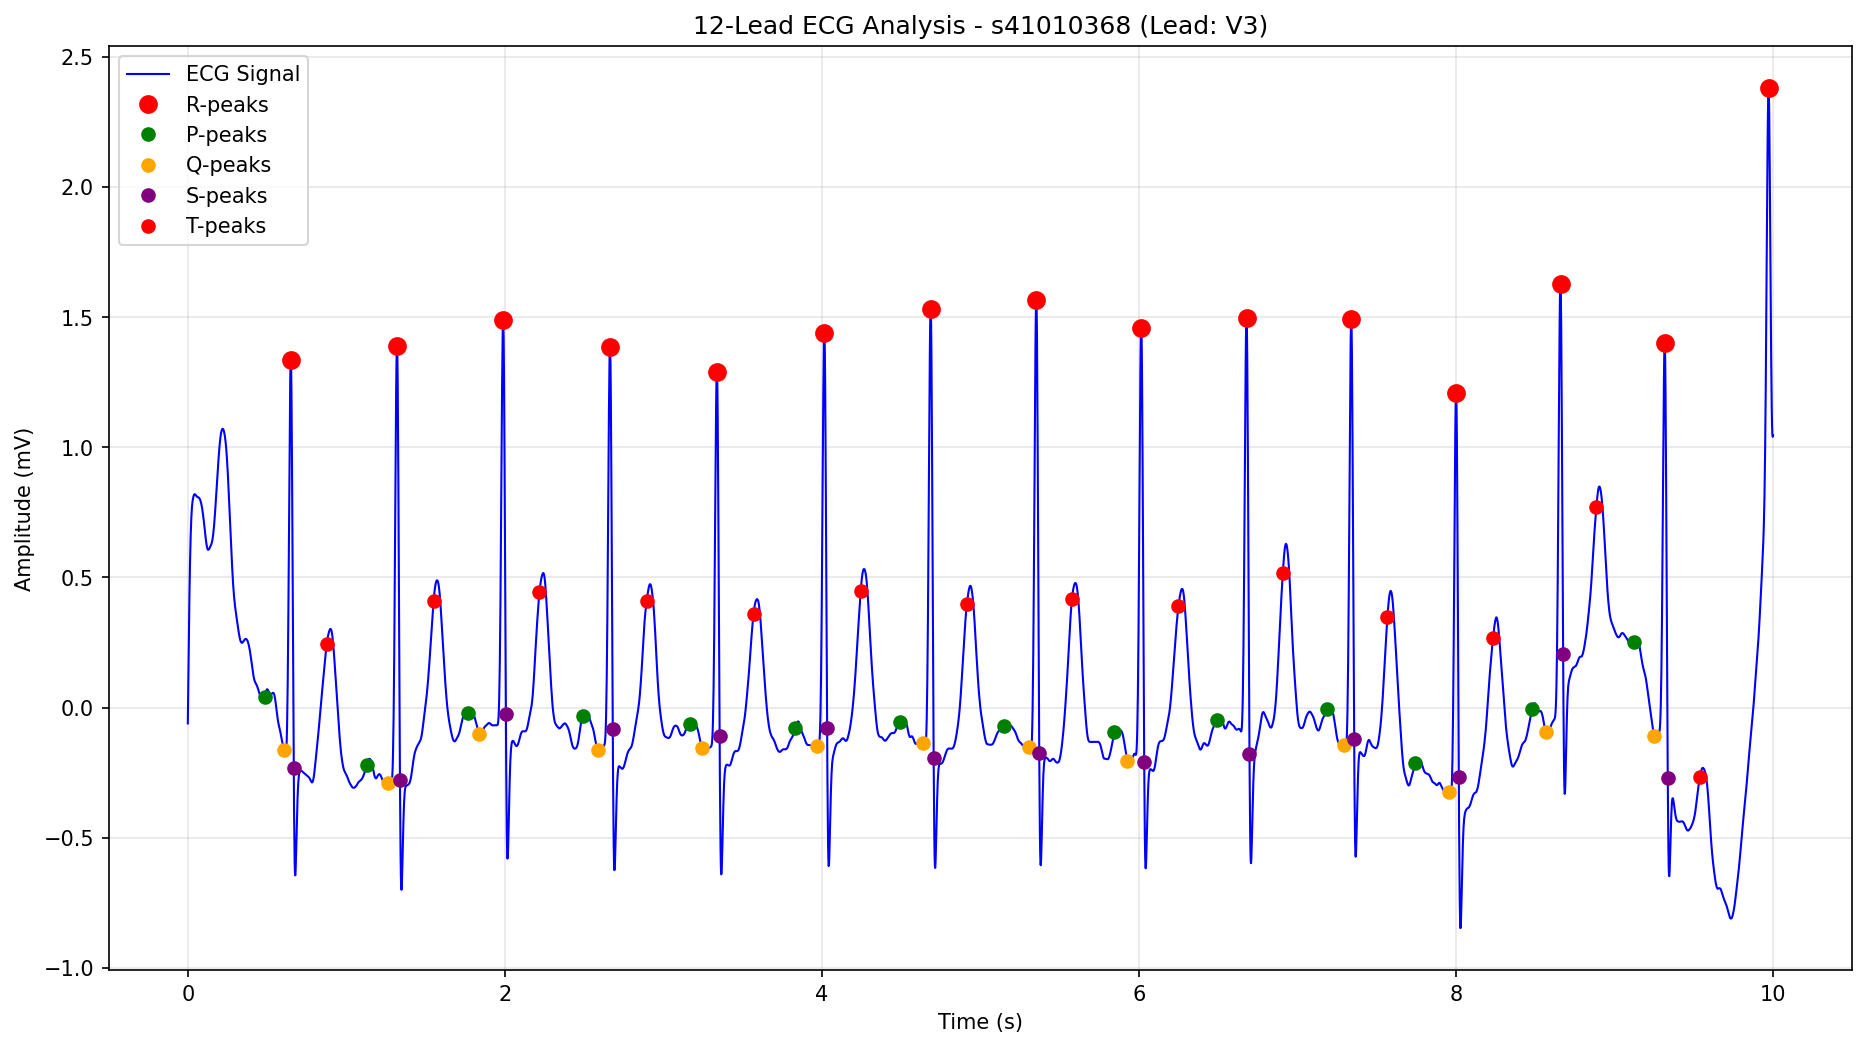 12-Lead ECG Analysis - s41010368 (Lead: V3)
ECG Signal
R-peaks
P-peaks
Q-peaks
S-peaks
T-peaks
Amplitude (mV)
2.5
2.0
1.5
1.0
0.5
0.0
−0.5
−1.0
0 2 4 6 8 10
Time (s)